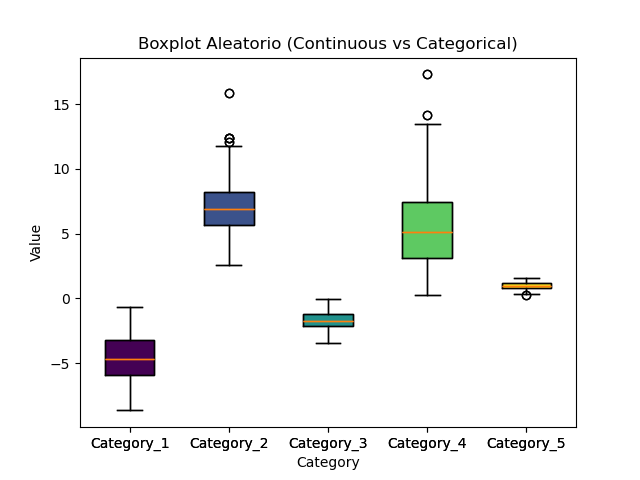 Boxplot Aleatorio (Continuous vs Categorical)
15
10
5
0
−5
Value
Category_1 Category_2 Category_3 Category_4 Category_5
Category